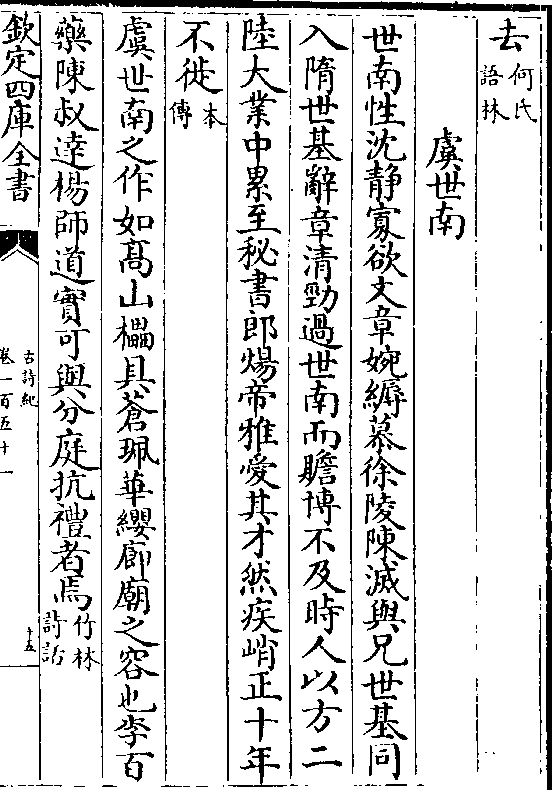 去何氏語林
虞世南
世南性沈静寡欲文章婉縟慕徐陵陳滅與兄世基同
入隋世基辭章清勁過世南而贍博不及時人以方二
陸大業中累至秘書郎煬帝雅愛其才然疾峭正十年
不徙本傳
虞世南之作如髙山櫑具蒼珮華纓廊廟之容也李百
藥陳叔達楊師道實可與分庭抗禮者焉竹林詩話
欽定四庫全書
古詩紀
卷一百五十一
十五